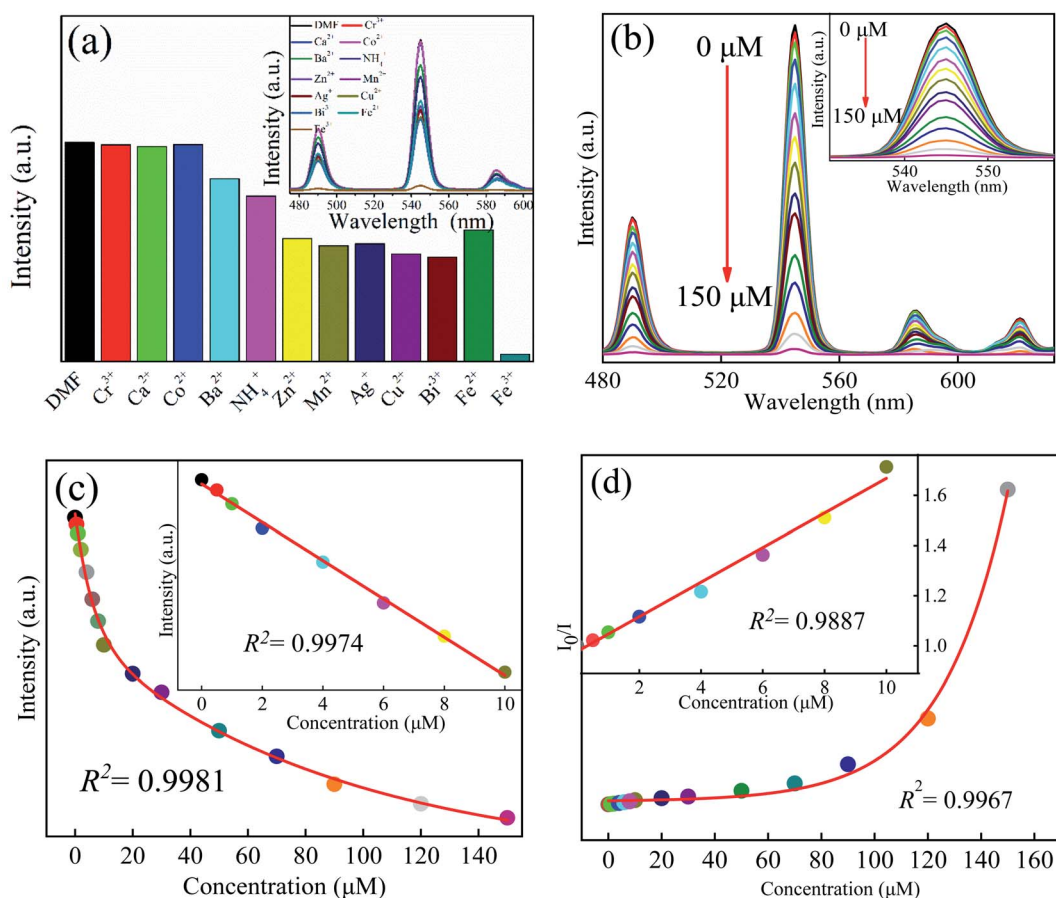 (a)
Intensity (a.u.)
DMF Cr³⁺
Ca²⁺ Co²⁺
Ba²⁺ NH₄⁺
Zn²⁺ Mn²⁺
Ag⁺ Cu²⁺
Bi³⁺ Fe²⁺
Fe³⁺
Intensity (a.u.)
480 500 520 540 560 580 600
Wavelength (nm)
DMF Cr³⁺ Ca²⁺ Co²⁺ Ba²⁺ NH₄⁺ Zn²⁺ Mn²⁺ Ag⁺ Cu²⁺ Bi³⁺ Fe²⁺ Fe³⁺
(b)
Intensity (a.u.)
0 μM
150 μM
480 520 560 600
Wavelength (nm)
0 μM
150 μM
Intensity (a.u.)
540 550
Wavelength (nm)
(c)
Intensity (a.u.)
R²= 0.9981
0 20 40 60 80 100 120 140
Concentration (μM)
Intensity (a.u.)
R²= 0.9974
0 2 4 6 8 10
Concentration (μM)
(d)
I₀/I
1.6
1.4
1.2
1.0
R²= 0.9887
2 4 6 8 10
Concentration (μM)
R²= 0.9967
0 20 40 60 80 100 120 140 160
Concentration (μM)